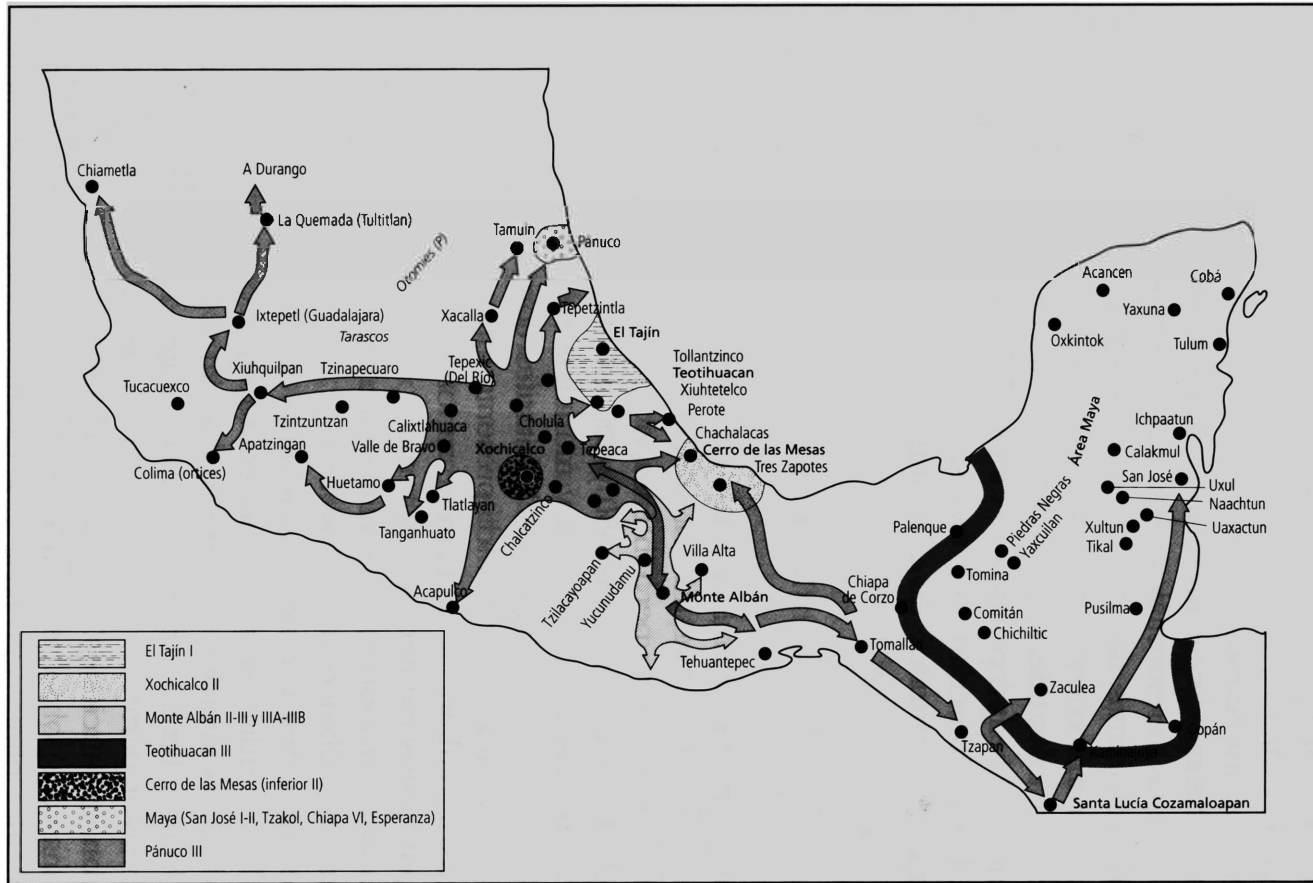 Chiametla
A Durango
La Quemada (Tultitlan)
Otomies (P)
Tamuin
Pánuco
Ixtepetl (Guadalajara)
Tarascos
Xacalla
Tepetzintla
El Tajín
Xiuhquilpan
Tzinapecuaro
Tepexic
(Del Río)
Tollantzinco
Teotihuacan
Xiuhtetelco
Perote
Tucacuexco
Tzintzuntzan
Calixtlahuaca
Cholula
Apatzingan
Valle de Bravo
Xochicalco
Tepeaca
Chachalacas
Cerro de las Mesas
Tres Zapotes
Colima (ortices)
Huetamo
Tlatlayan
Tanganhuato
Chalcatzinco
Acapulco
Tzilacayoapan
Yucunudamu
Villa Alta
Monte Albán
Tehuantepec
Acancen
Cobá
Yaxuna
Oxkintok
Tulum
Área Maya
Ichpaatun
Calakmul
San José
Uxul
Naachtun
Uaxactun
Piedras Negras
Yaxcuilan
Xultun
Tikal
Palenque
Tomina
Chiapa
de Corzo
Comitán
Chichiltic
Pusilma
Tomallas
Zaculea
Tzapan
Copán
Santa Lucía Cozamaloapan
El Tajín I
Xochicalco II
Monte Albán II-III y IIIA-IIIB
Teotihuacan III
Cerro de las Mesas (inferior II)
Maya (San José I-II, Tzakol, Chiapa VI, Esperanza)
Pánuco III